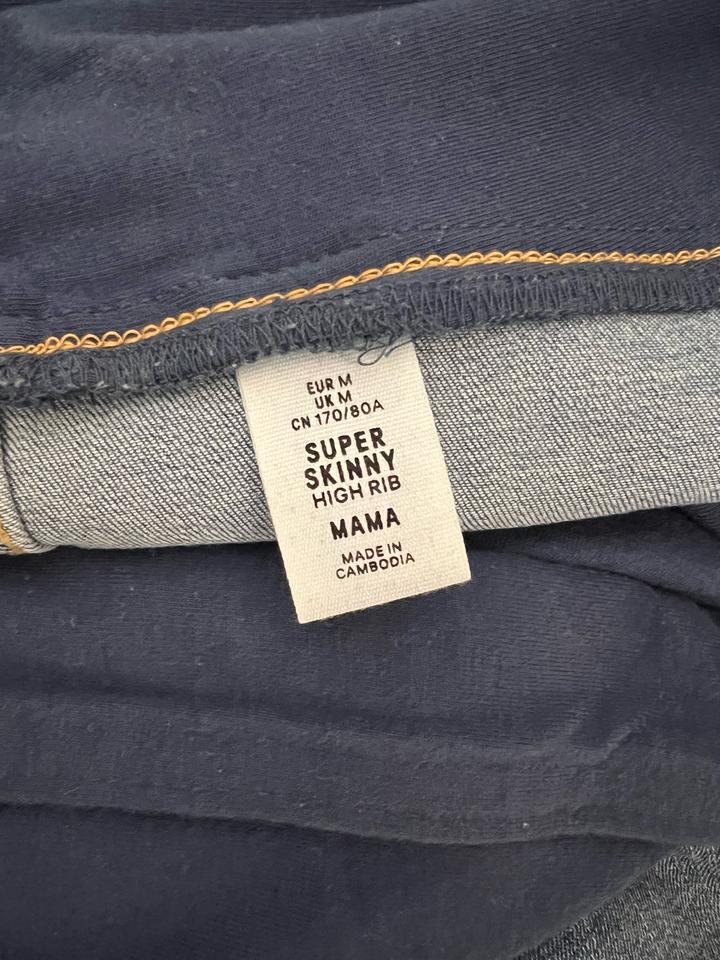 EUR M
UK M
CN 170/80A
SUPER
SKINNY
HIGH RIB
MAMA
MADE IN
CAMBODIA